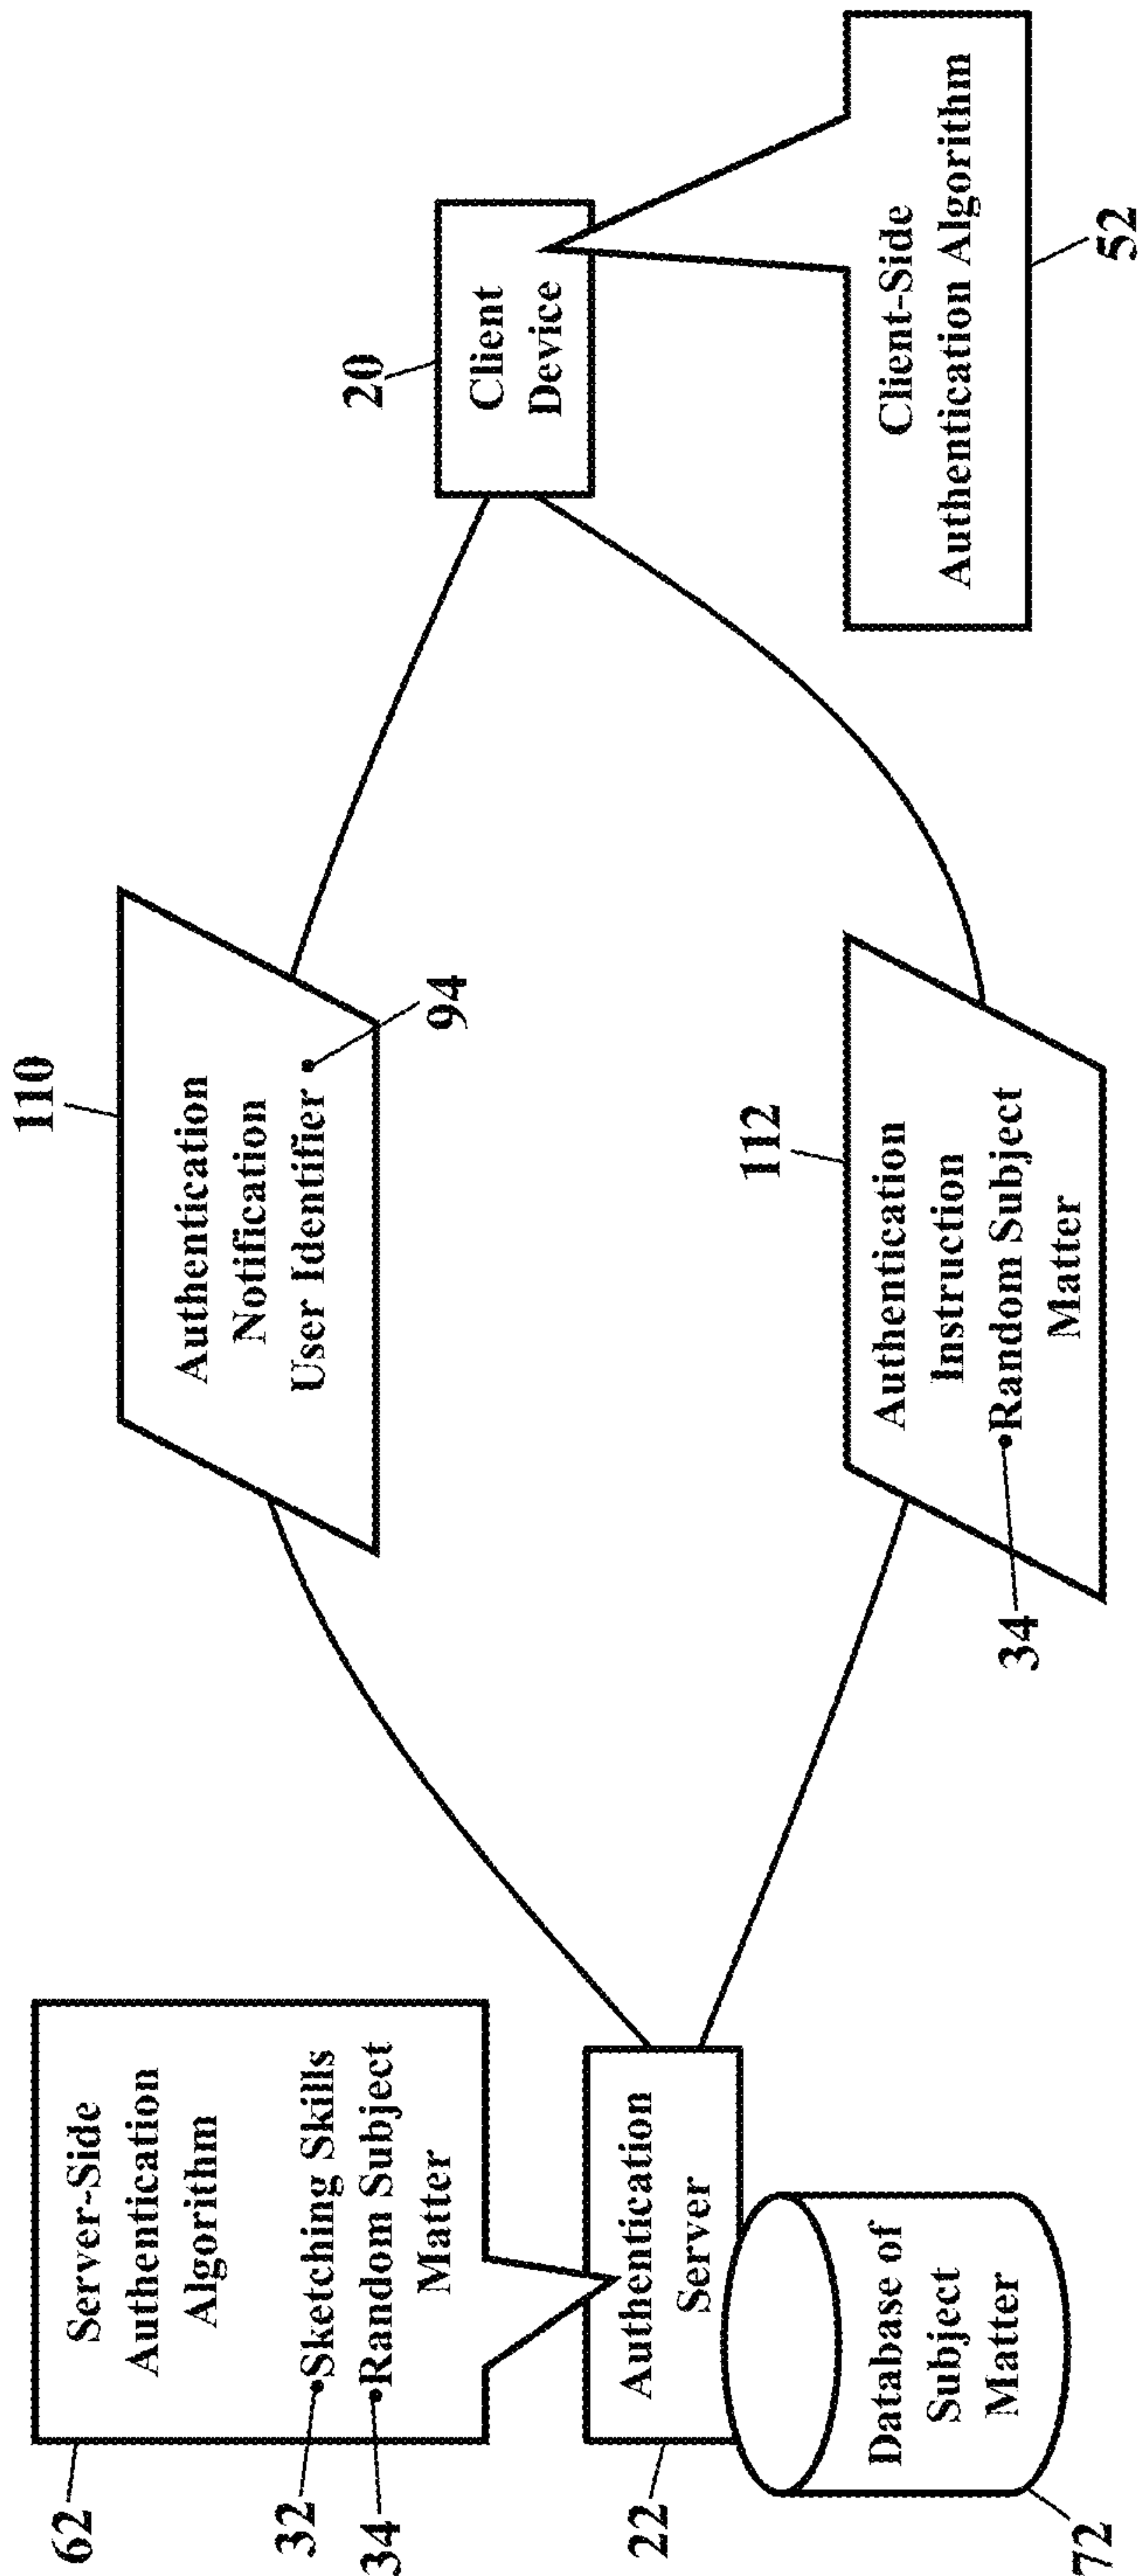 62
Server-Side
Authentication
Algorithm
32
Sketching Skills
34
Random Subject
Matter
22
Authentication
Server
Database of
Subject
Matter
72
110
Authentication
Notification
User Identifier
94
112
Authentication
Instruction
34
Random Subject
Matter
20
Client
Device
Client-Side
Authentication Algorithm
52